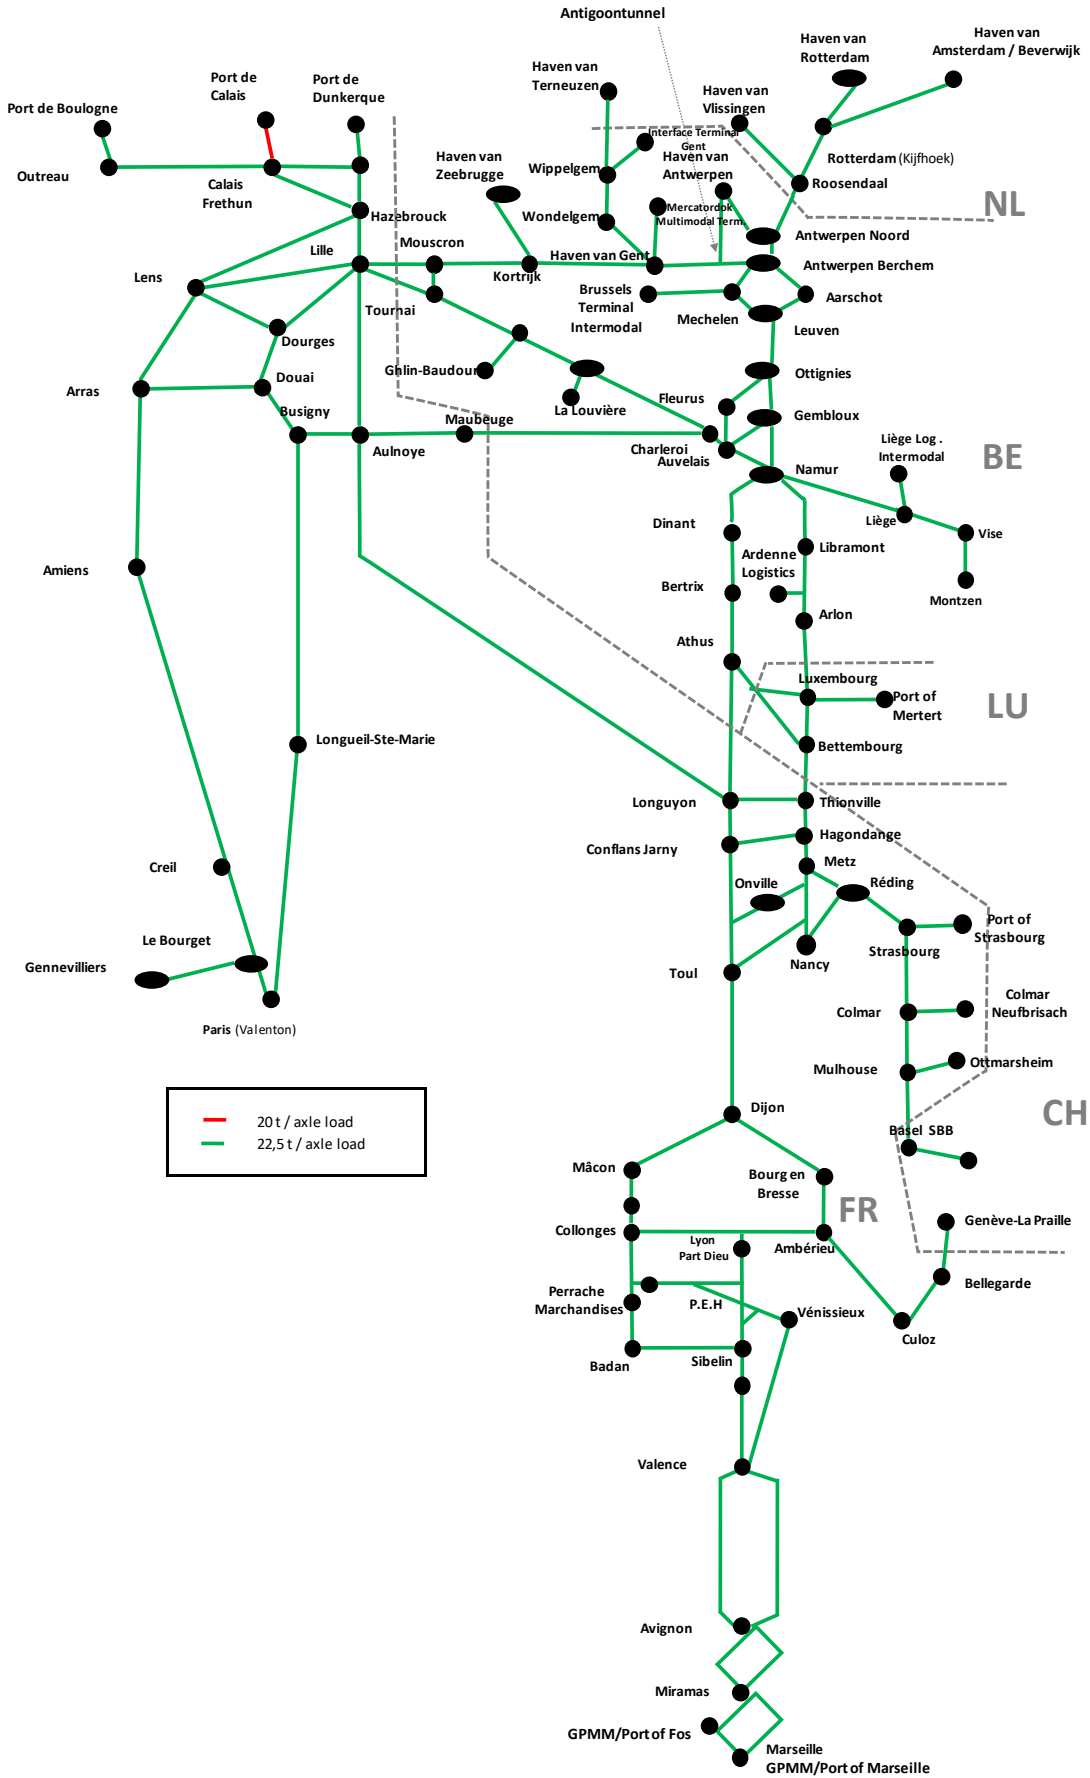 Antigoontunnel
Haven van
Rotterdam
Haven van
Amsterdam / Beverwijk
Port de
Calais
Port de
Dunkerque
Haven van
Terneuzen
Haven van
Vlissingen
Port de Boulogne
Interface Terminal
Gent
Haven van
Zeebrugge
Wippelgem
Haven van
Antwerpen
Rotterdam (Kijfhoek)
Outreau
Calais
Frethun
Roosendaal
NL
Hazebrouck
Wondelgem
Mercatordok
Multimodal Term.
Antwerpen Noord
Lille
Mouscron
Haven van Gent
Antwerpen Berchem
Lens
Kortrijk
Brussels
Terminal
Intermodal
Aarschot
Tournai
Mechelen
Leuven
Dourges
Ghlin-Baudour
Ottignies
Douai
Arras
La Louvière
Fleurus
Busigny
Maubeuge
Gembloux
Aulnoye
Charleroi
Auvelais
Liège Log .
Intermodal
BE
Namur
Dinant
Liège
Vise
Libramont
Ardenne
Logistics
Amiens
Bertrix
Montzen
Arlon
Athus
Luxembourg
Port of
Mertert
LU
Longueil-Ste-Marie
Bettembourg
Longuyon
Thionville
Hagondange
Conflans Jarny
Metz
Creil
Onville
Réding
Port of
Strasbourg
Le Bourget
Strasbourg
Gennevilliers
Nancy
Toul
Colmar
Neufbrisach
Colmar
Paris (Valenton)
Mulhouse
Ottmarsheim
20 t / axle load
22,5 t / axle load
Dijon
CH
Basel SBB
Mâcon
Bourg en
Bresse
FR
Genève-La Praille
Collonges
Lyon
Part Dieu
Ambérieu
Bellegarde
Perrache
Marchandises
P.E.H
Vénissieux
Culoz
Badan
Sibelin
Valence
Avignon
Miramas
GPMM/Port of Fos
Marseille
GPMM/Port of Marseille